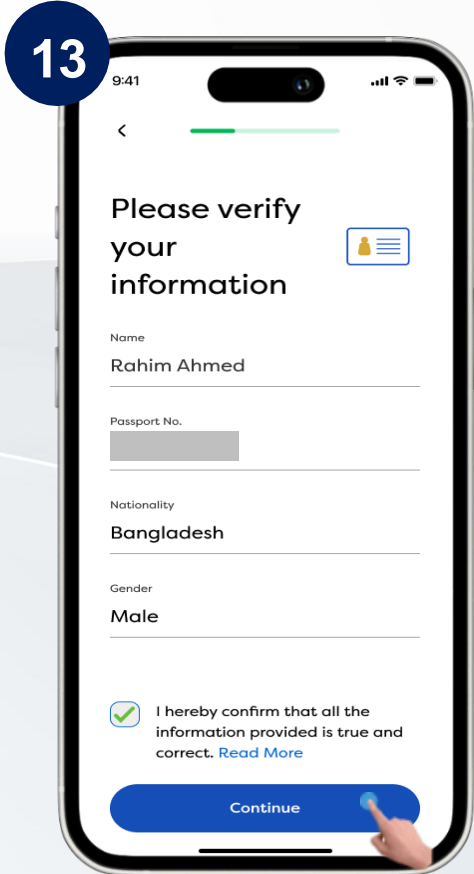 13
9:41
Please verify
your
information
Name
Rahim Ahmed
Passport No.
Nationality
Bangladesh
Gender
Male
I hereby confirm that all the
information provided is true and
correct. Read More
Continue